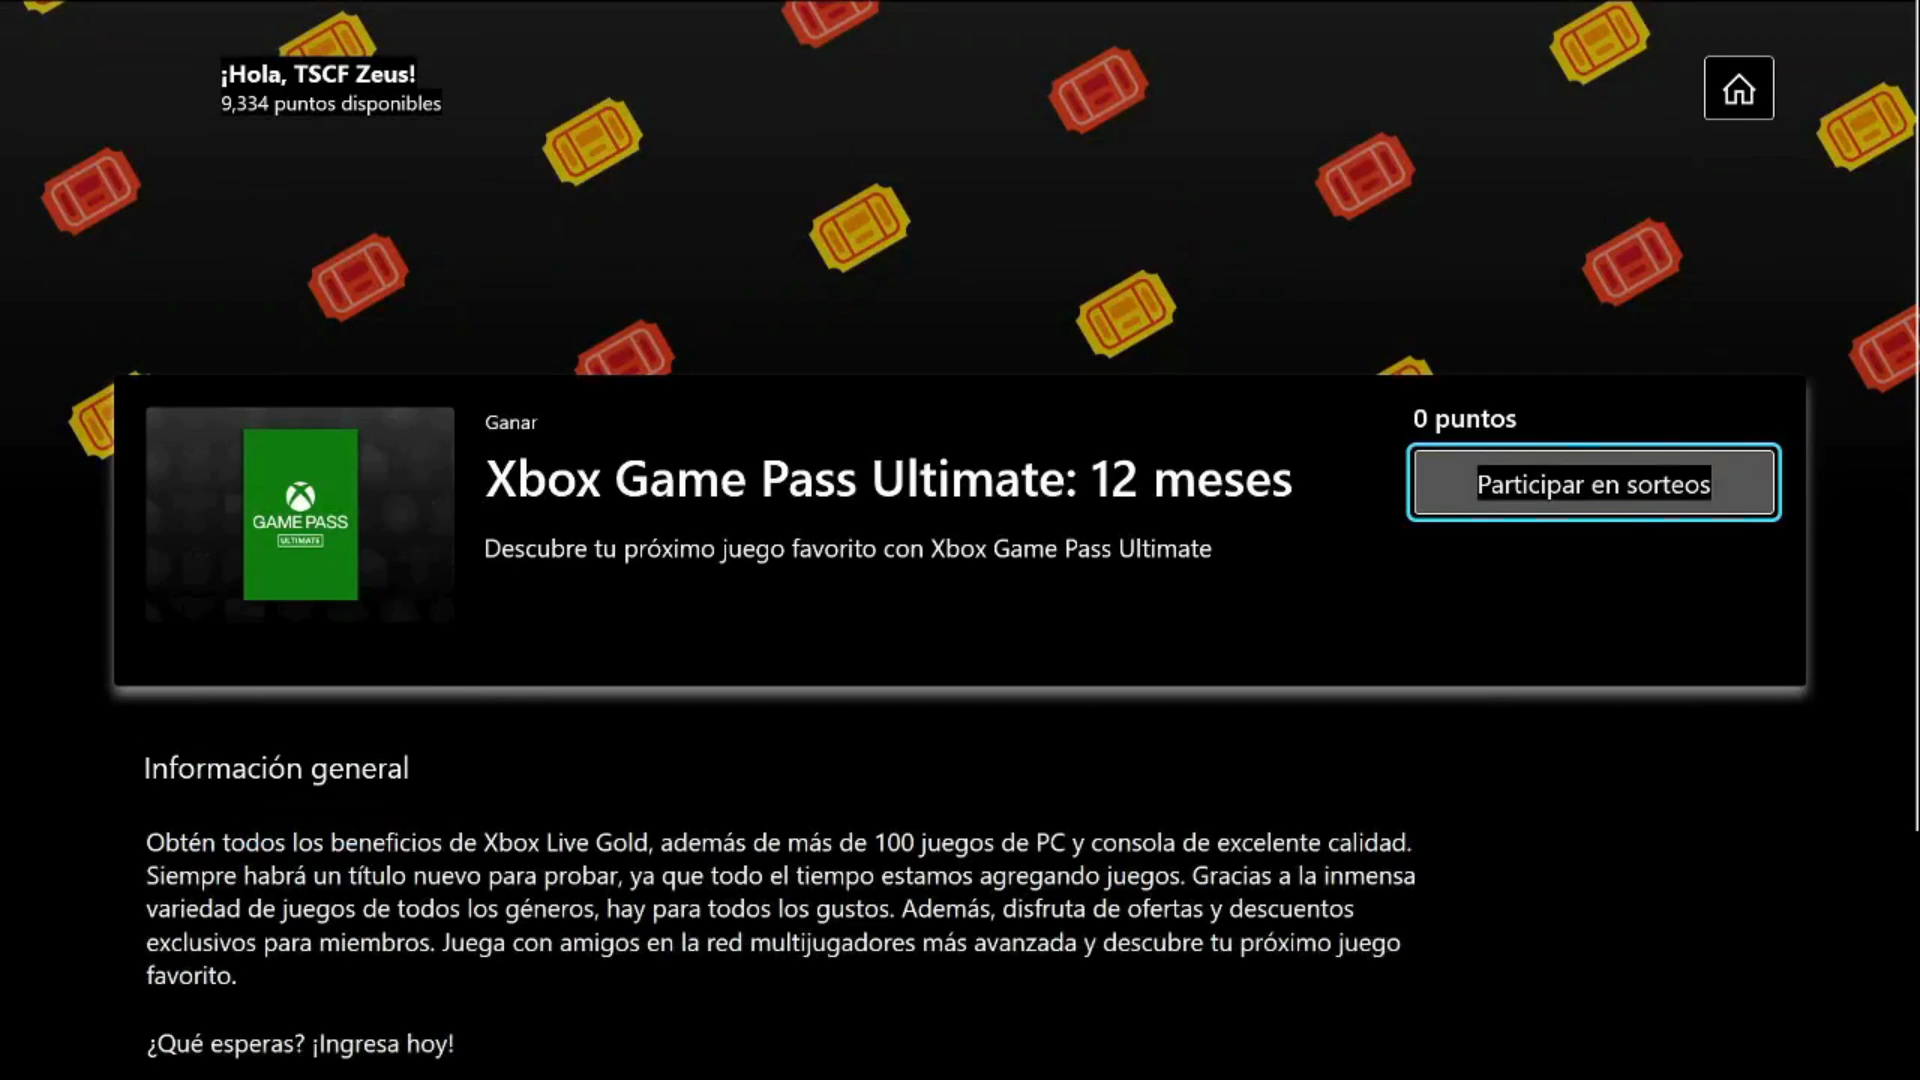 ¡Hola, TSCF Zeus!
9,334 puntos disponibles
GAME PASS
ULTIMATE
Ganar
Xbox Game Pass Ultimate: 12 meses
Descubre tu próximo juego favorito con Xbox Game Pass Ultimate
0 puntos
Participar en sorteos
Información general
Obtén todos los beneficios de Xbox Live Gold, además de más de 100 juegos de PC y consola de excelente calidad.
Siempre habrá un título nuevo para probar, ya que todo el tiempo estamos agregando juegos. Gracias a la inmensa
variedad de juegos de todos los géneros, hay para todos los gustos. Además, disfruta de ofertas y descuentos
exclusivos para miembros. Juega con amigos en la red multijugadores más avanzada y descubre tu próximo juego
favorito.
¿Qué esperas? ¡Ingresa hoy!